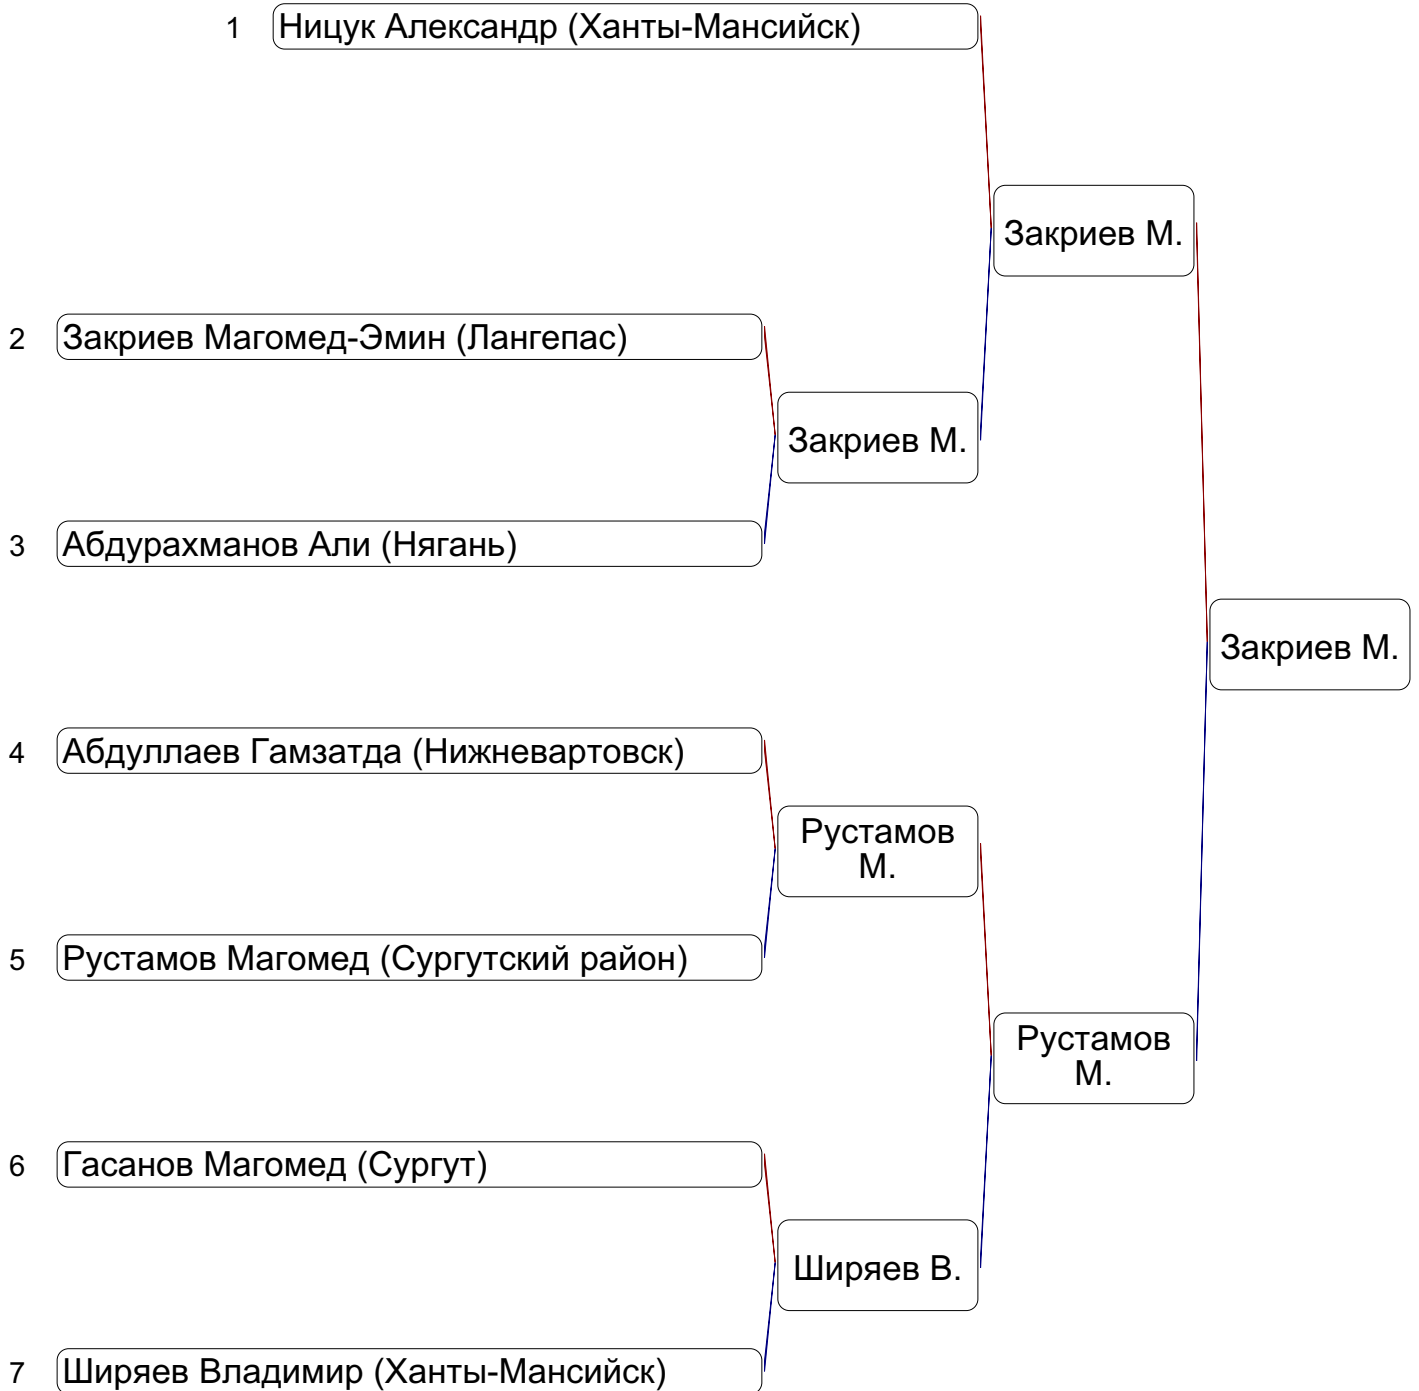 1 Ницук Александр (Ханты-Мансийск)
Закриев М.
2 Закриев Магомед-Эмин (Лангепас)
Закриев М.
3 Абдурахманов Али (Нягань)
Закриев М.
4 Абдуллаев Гамзатда (Нижневартовск)
Рустамов
М.
5 Рустамов Магомед (Сургутский район)
Рустамов
М.
6 Гасанов Магомед (Сургут)
Ширяев В.
7 Ширяев Владимир (Ханты-Мансийск)